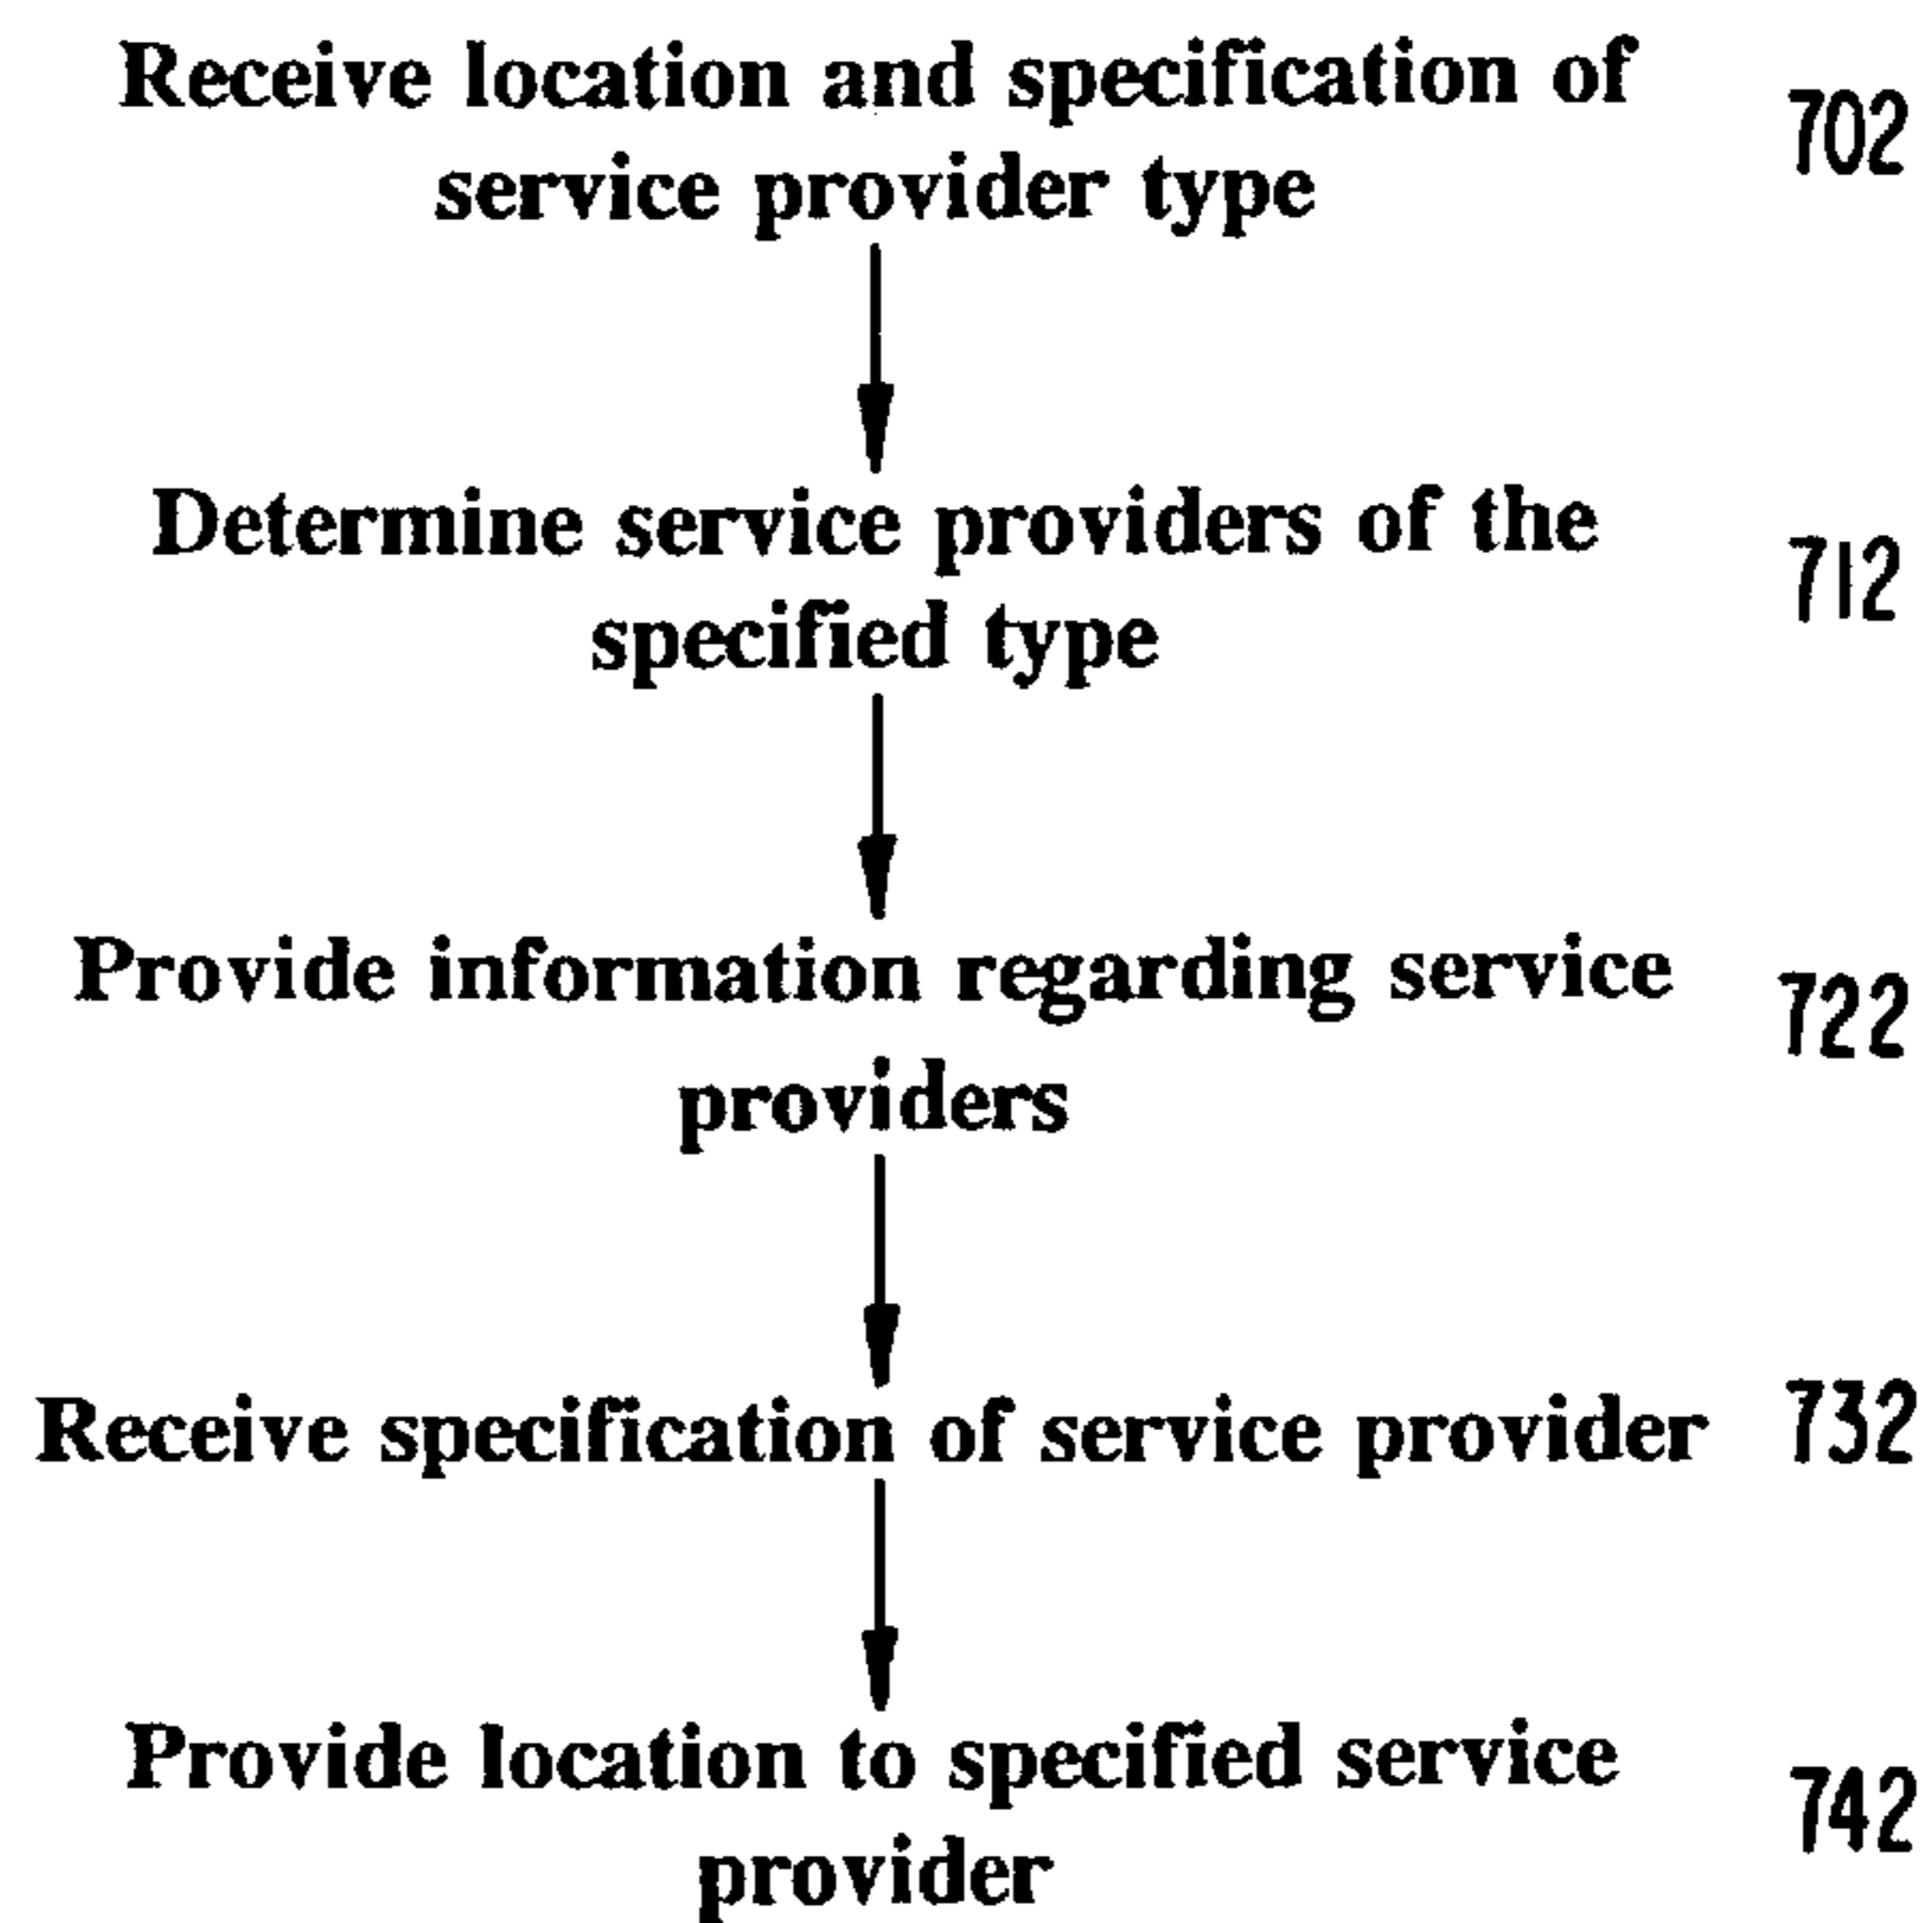 Receive location and specification of
service provider type
702
Determine service providers of the
specified type
712
Provide information regarding service
providers
722
Receive specification of service provider
732
Provide location to specified service
provider
742